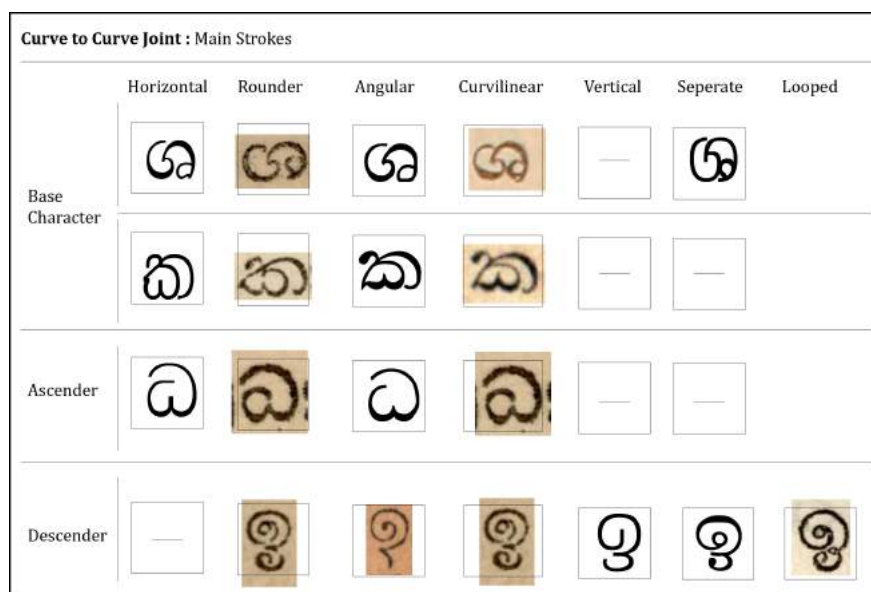 Curve to Curve Joint : Main Strokes
Horizontal Rounder Angular Curvilinear Vertical Seperate Looped
Base
Character
ශ ශ ශ ශ — ශ
ක ක ක ක — —
Ascender ධ ධ ධ ධ — —
Descender — ඉ ඉ ඉ ඉ ඉ ඉ